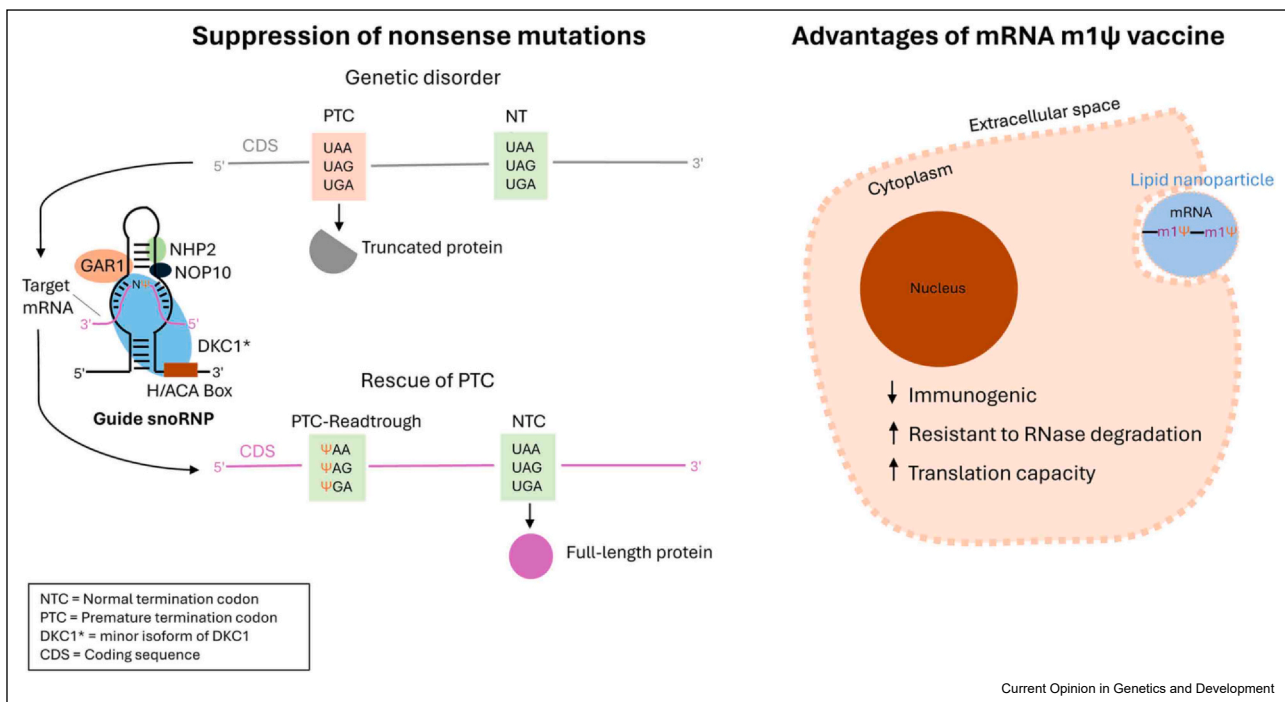 Suppression of nonsense mutations
Genetic disorder
PTC
NT
CDS
5'
UAA
UAG
UGA
UAA
UAG
UGA
3'
Truncated protein
NHP2
GAR1
NOP10
Target
mRNA
NΨ
3'
5'
DKC1*
5'
3'
H/ACA Box
Guide snoRNP
Rescue of PTC
PTC-Readtrough
NTC
CDS
5'
ΨAA
ΨAG
ΨGA
UAA
UAG
UGA
3'
Full-length protein
NTC = Normal termination codon
PTC = Premature termination codon
DKC1* = minor isoform of DKC1
CDS = Coding sequence
Advantages of mRNA m1ψ vaccine
Extracellular space
Cytoplasm
Lipid nanoparticle
mRNA
m1Ψ m1Ψ
Nucleus
↓ Immunogenic
↑ Resistant to RNase degradation
↑ Translation capacity
Current Opinion in Genetics and Development